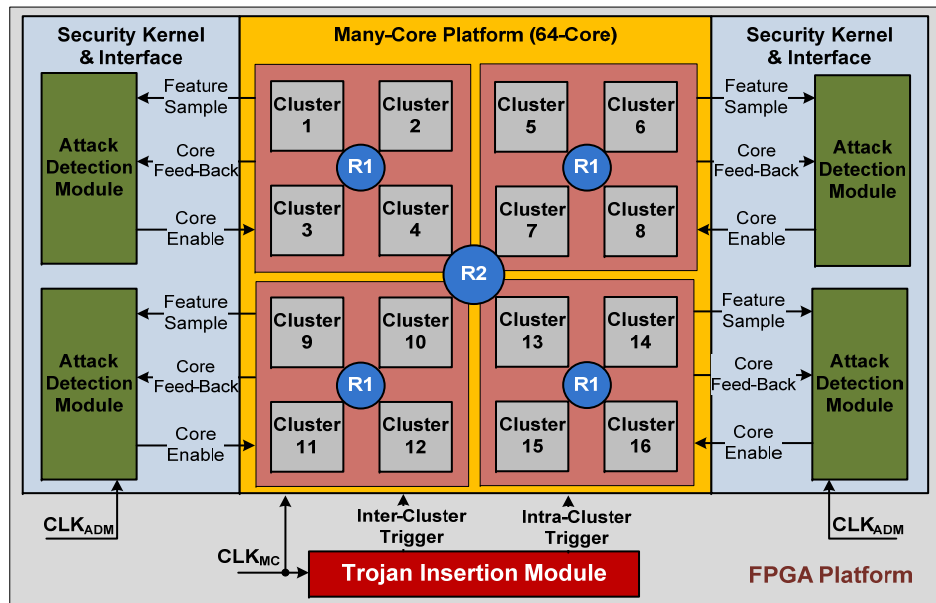 Security Kernel
& Interface
Many-Core Platform (64-Core)
Security Kernel
& Interface
Attack
Detection
Module
Feature
Sample
Core
Feed-Back
Core
Enable
Cluster
1
Cluster
2
R1
Cluster
3
Cluster
4
Cluster
5
Cluster
6
R1
Cluster
7
Cluster
8
Feature
Sample
Core
Feed-Back
Core
Enable
Attack
Detection
Module
R2
Attack
Detection
Module
Feature
Sample
Core
Feed-Back
Core
Enable
Cluster
9
Cluster
10
R1
Cluster
11
Cluster
12
Cluster
13
Cluster
14
R1
Cluster
15
Cluster
16
Feature
Sample
Core
Feed-Back
Core
Enable
Attack
Detection
Module
CLKADM
CLKMC
Inter-Cluster
Trigger
Intra-Cluster
Trigger
CLKADM
Trojan Insertion Module
FPGA Platform